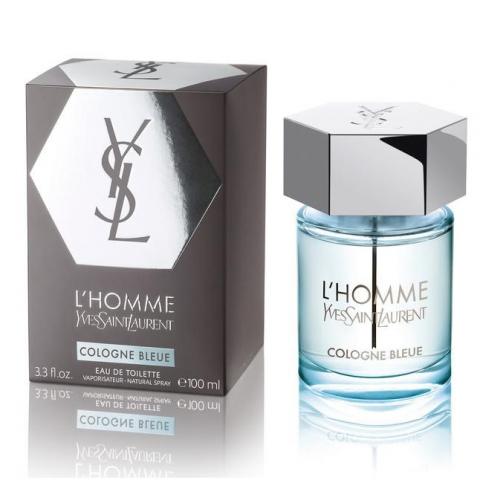 YSL
L'HOMME
YVESSAINTLAURENT
COLOGNE BLEUE
EAU DE TOILETTE
3.3 fl.oz. VAPORISATEUR-NATURAL SPRAY ℮100 ml
L'HOMME
YVESSAINTLAURENT
COLOGNE BLEUE